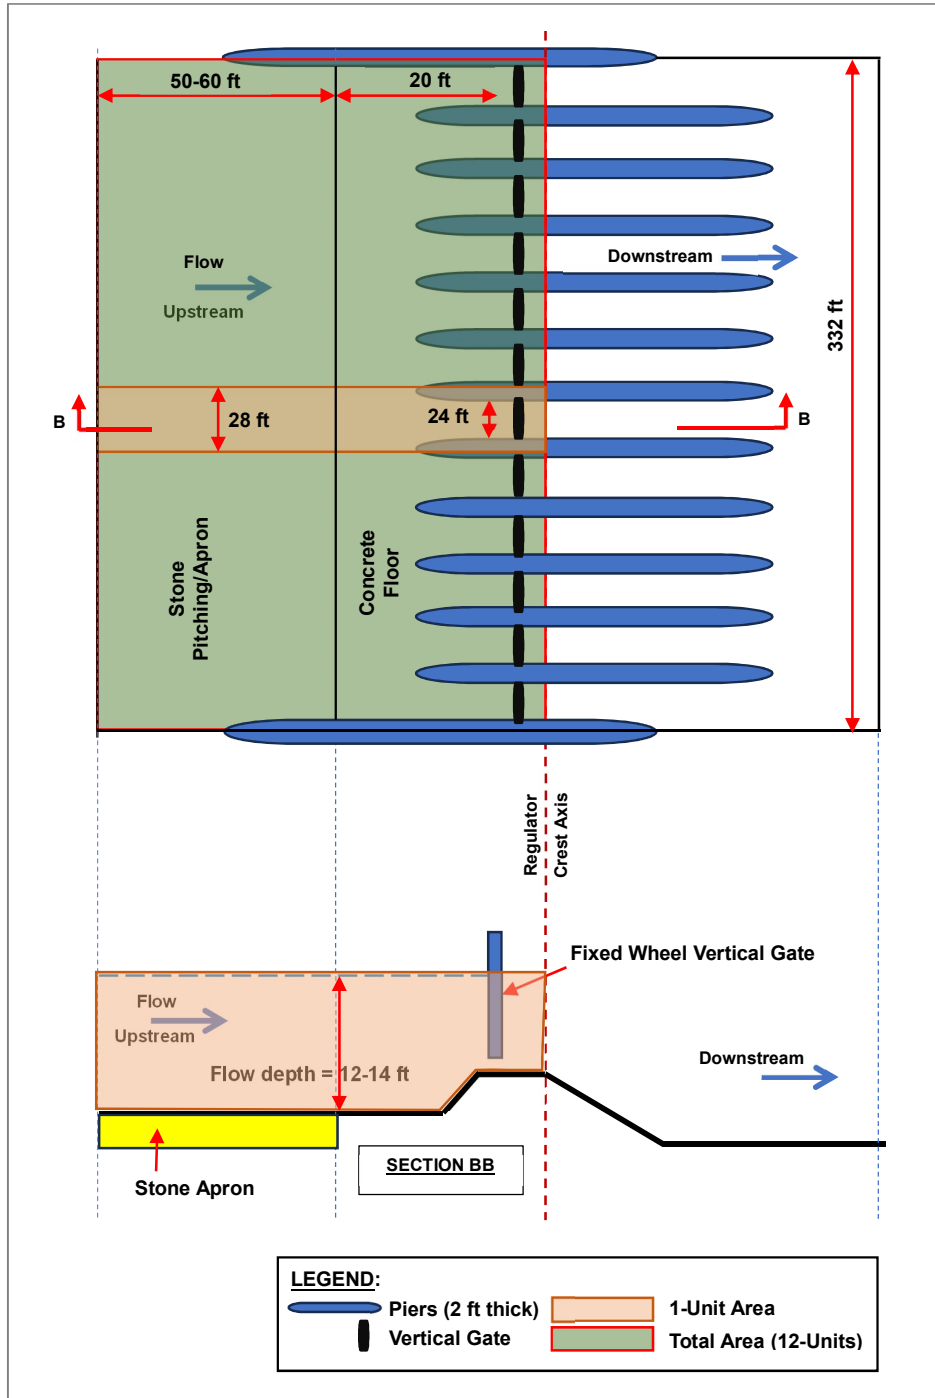 50-60 ft
20 ft
Flow
Upstream
Downstream
332 ft
B
28 ft
24 ft
B
Stone
Pitching/Apron
Concrete
Floor
Regulator
Crest Axis
Fixed Wheel Vertical Gate
Flow
Upstream
Flow depth = 12-14 ft
Downstream
SECTION BB
Stone Apron
LEGEND:
Piers (2 ft thick)
1-Unit Area
Vertical Gate
Total Area (12-Units)